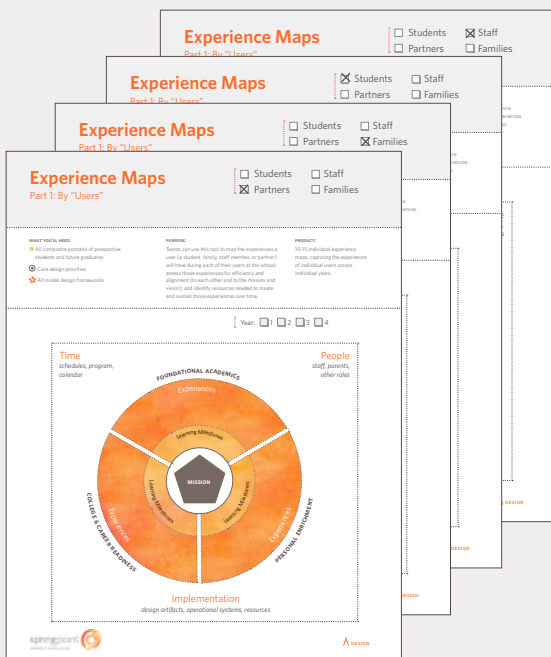 Experience Maps
Part 1: By "Users"
Students
Staff
Partners
Families
Experience Maps
Part 1: By "Users"
Students
Staff
Partners
Families
Experience Maps
Part 1: By "Users"
Students
Staff
Partners
Families
Experience Maps
Part 1: By "Users"
Students
Staff
Partners
Families
WHAT YOU'LL NEED:
All composite portraits of prospective
students and future graduates
Core design priorities
All model design frameworks
PURPOSE:
Teams can use this tool to map the experiences a
user (ie student, family, staff member, or partner)
will have during each of their years at the school;
assess those experiences for efficiency and
alignment (to each other and to the mission and
vision); and identify resources needed to create
and sustain those experiences over time.
PRODUCT:
10-15 individual experience
maps, capturing the experiences
of individual users across
individual years.
Year: 1 2 3 4
Time
schedules, program,
calendar
People
staff, parents,
other roles
FOUNDATIONAL ACADEMICS
Experiences
Learning Milestones
MISSION
Learning Milestones
Learning Milestones
Experiences
Experiences
COLLEGE & CAREER READINESS
PERSONAL ENRICHMENT
Implementation
design artifacts, operational systems, resources
springpoint
DESIGN
DESIGN
DESIGN
DESIGN